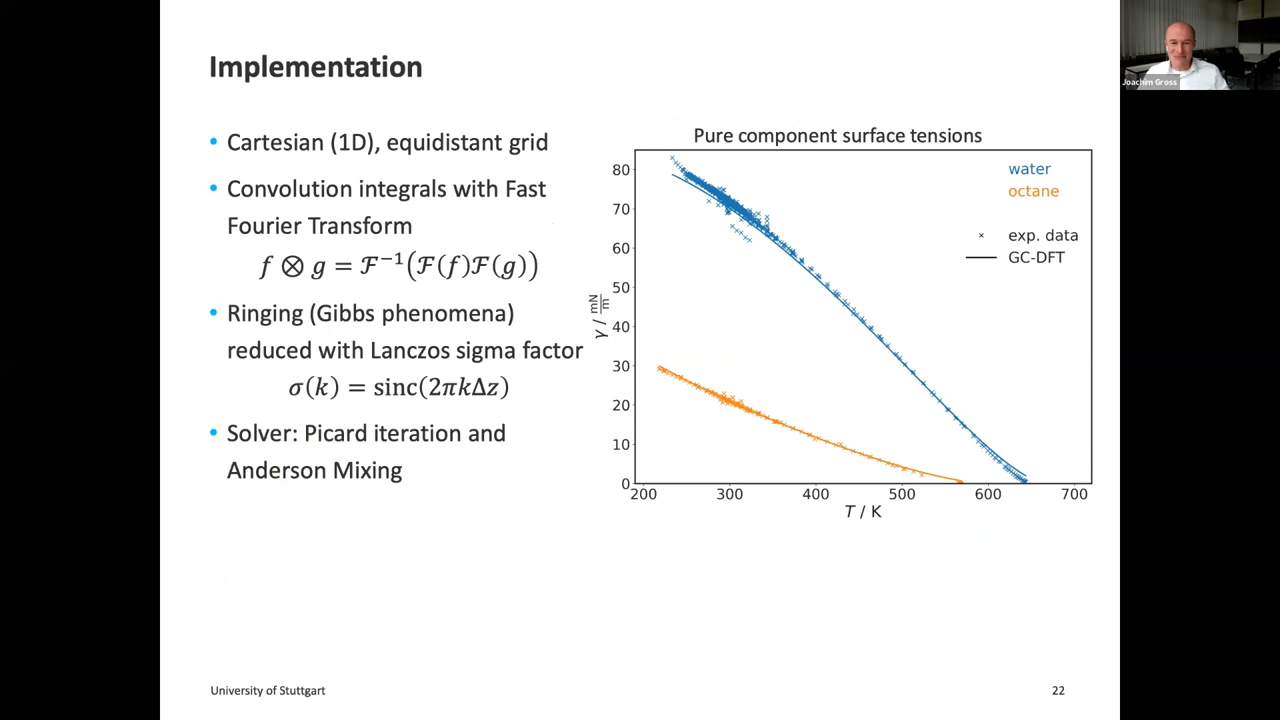 Implementation
Joachim Gross
• Cartesian (1D), equidistant grid
• Convolution integrals with Fast
Fourier Transform
f ⊗ g = ℱ⁻¹(ℱ(f)ℱ(g))
• Ringing (Gibbs phenomena)
reduced with Lanczos sigma factor
σ(k) = sinc(2πkΔz)
• Solver: Picard iteration and
Anderson Mixing
Pure component surface tensions
water
octane
× exp. data
— GC-DFT
γ / mN/m
80
70
60
50
40
30
20
10
0
200 300 400 500 600 700
T / K
University of Stuttgart
22